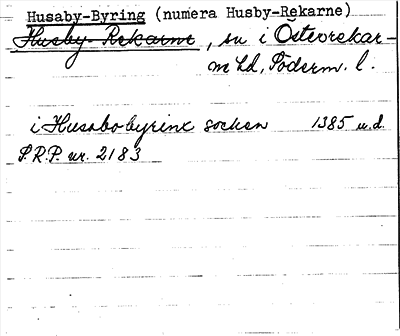 Husaby-Byring (numera Husby-Rekarne)
Husby-Rekarne, sn i Österrekar-
ne hd, Söderm. l.
i Husabobyrinx socken 1385 u.d.
S.R.P. nr. 2183